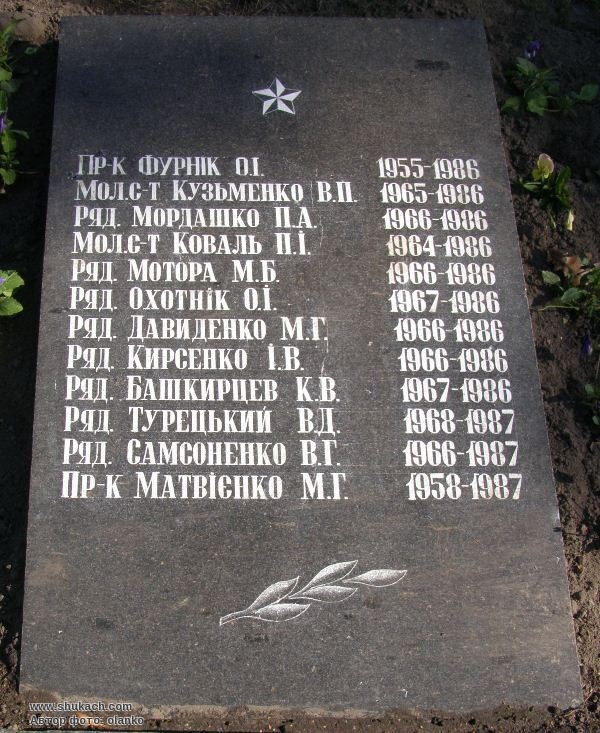 Пр-к Фурнік О.І. 1955-1986
Мол.с-т Кузьменко В.П. 1965-1986
Ряд. Мордашко П.А. 1966-1986
Мол.с-т Коваль П.І. 1964-1986
Ряд. Мотора М.Б. 1966-1986
Ряд. Охотнік О.І. 1967-1986
Ряд. Давиденко М.Г. 1966-1986
Ряд. Кирсенко І.В. 1966-1986
Ряд. Башкирцев К.В. 1967-1986
Ряд. Турецький В.Д. 1968-1987
Ряд. Самсоненко В.Г. 1966-1987
Пр-к Матвієнко М.Г. 1958-1987
www.shukach.com
Автор фото: olanko